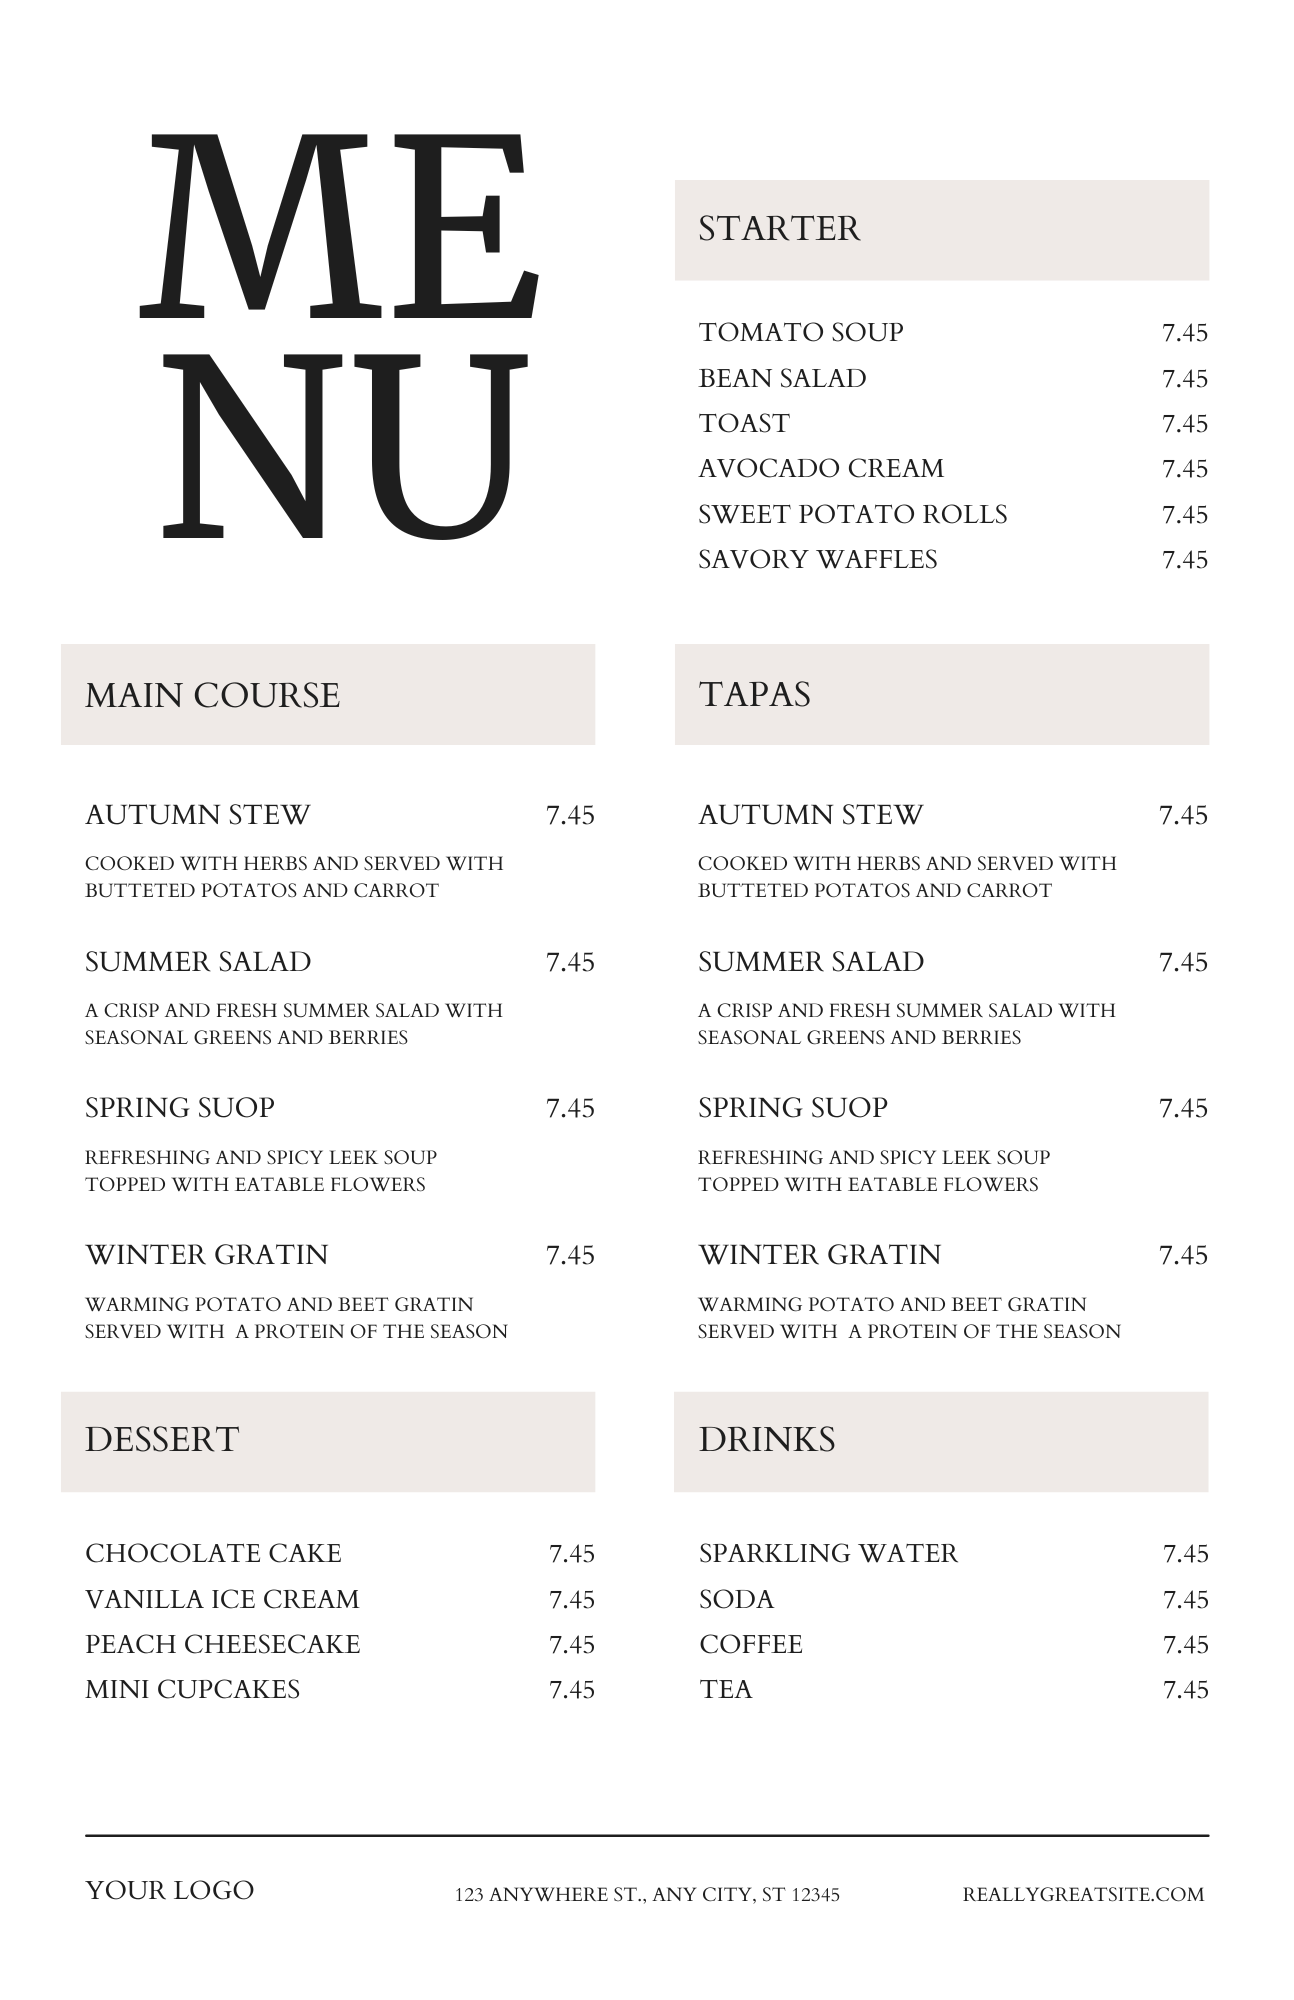 ME
NU
STARTER
TOMATO SOUP 7.45
BEAN SALAD 7.45
TOAST 7.45
AVOCADO CREAM 7.45
SWEET POTATO ROLLS 7.45
SAVORY WAFFLES 7.45
MAIN COURSE
AUTUMN STEW 7.45
COOKED WITH HERBS AND SERVED WITH
BUTTETED POTATOS AND CARROT
SUMMER SALAD 7.45
A CRISP AND FRESH SUMMER SALAD WITH
SEASONAL GREENS AND BERRIES
SPRING SUOP 7.45
REFRESHING AND SPICY LEEK SOUP
TOPPED WITH EATABLE FLOWERS
WINTER GRATIN 7.45
WARMING POTATO AND BEET GRATIN
SERVED WITH A PROTEIN OF THE SEASON
TAPAS
AUTUMN STEW 7.45
COOKED WITH HERBS AND SERVED WITH
BUTTETED POTATOS AND CARROT
SUMMER SALAD 7.45
A CRISP AND FRESH SUMMER SALAD WITH
SEASONAL GREENS AND BERRIES
SPRING SUOP 7.45
REFRESHING AND SPICY LEEK SOUP
TOPPED WITH EATABLE FLOWERS
WINTER GRATIN 7.45
WARMING POTATO AND BEET GRATIN
SERVED WITH A PROTEIN OF THE SEASON
DESSERT
CHOCOLATE CAKE 7.45
VANILLA ICE CREAM 7.45
PEACH CHEESECAKE 7.45
MINI CUPCAKES 7.45
DRINKS
SPARKLING WATER 7.45
SODA 7.45
COFFEE 7.45
TEA 7.45
YOUR LOGO
123 ANYWHERE ST., ANY CITY, ST 12345
REALLYGREATSITE.COM